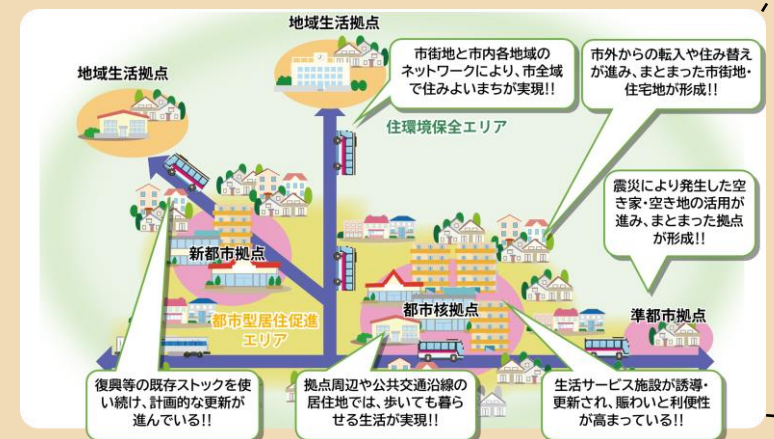 地域生活拠点
地域生活拠点
市街地と市内各地域の
ネットワークにより、市全域
で住みよいまちが実現!!
市外からの転入や住み替え
が進み、まとまった市街地・
住宅地が形成!!
住環境保全エリア
震災により発生した空
き家・空き地の活用が
進み、まとまった拠点
が形成!!
新都市拠点
都市型居住促進
エリア
都市核拠点
準都市拠点
復興等の既存ストックを使
い続け、計画的な更新が
進んでいる!!
拠点周辺や公共交通沿線の
居住地では、歩いても暮ら
せる生活が実現!!
生活サービス施設が誘導・
更新され、賑わいと利便性
が高まっている!!